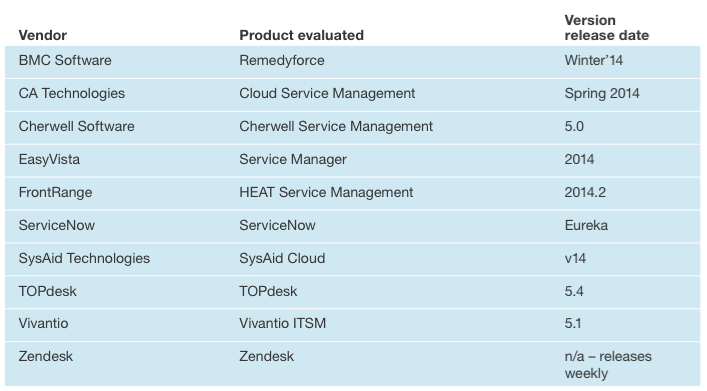 Vendor Product evaluated Version release date
BMC Software Remedyforce Winter’14
CA Technologies Cloud Service Management Spring 2014
Cherwell Software Cherwell Service Management 5.0
EasyVista Service Manager 2014
FrontRange HEAT Service Management 2014.2
ServiceNow ServiceNow Eureka
SysAid Technologies SysAid Cloud v14
TOPdesk TOPdesk 5.4
Vivantio Vivantio ITSM 5.1
Zendesk Zendesk n/a – releases
weekly